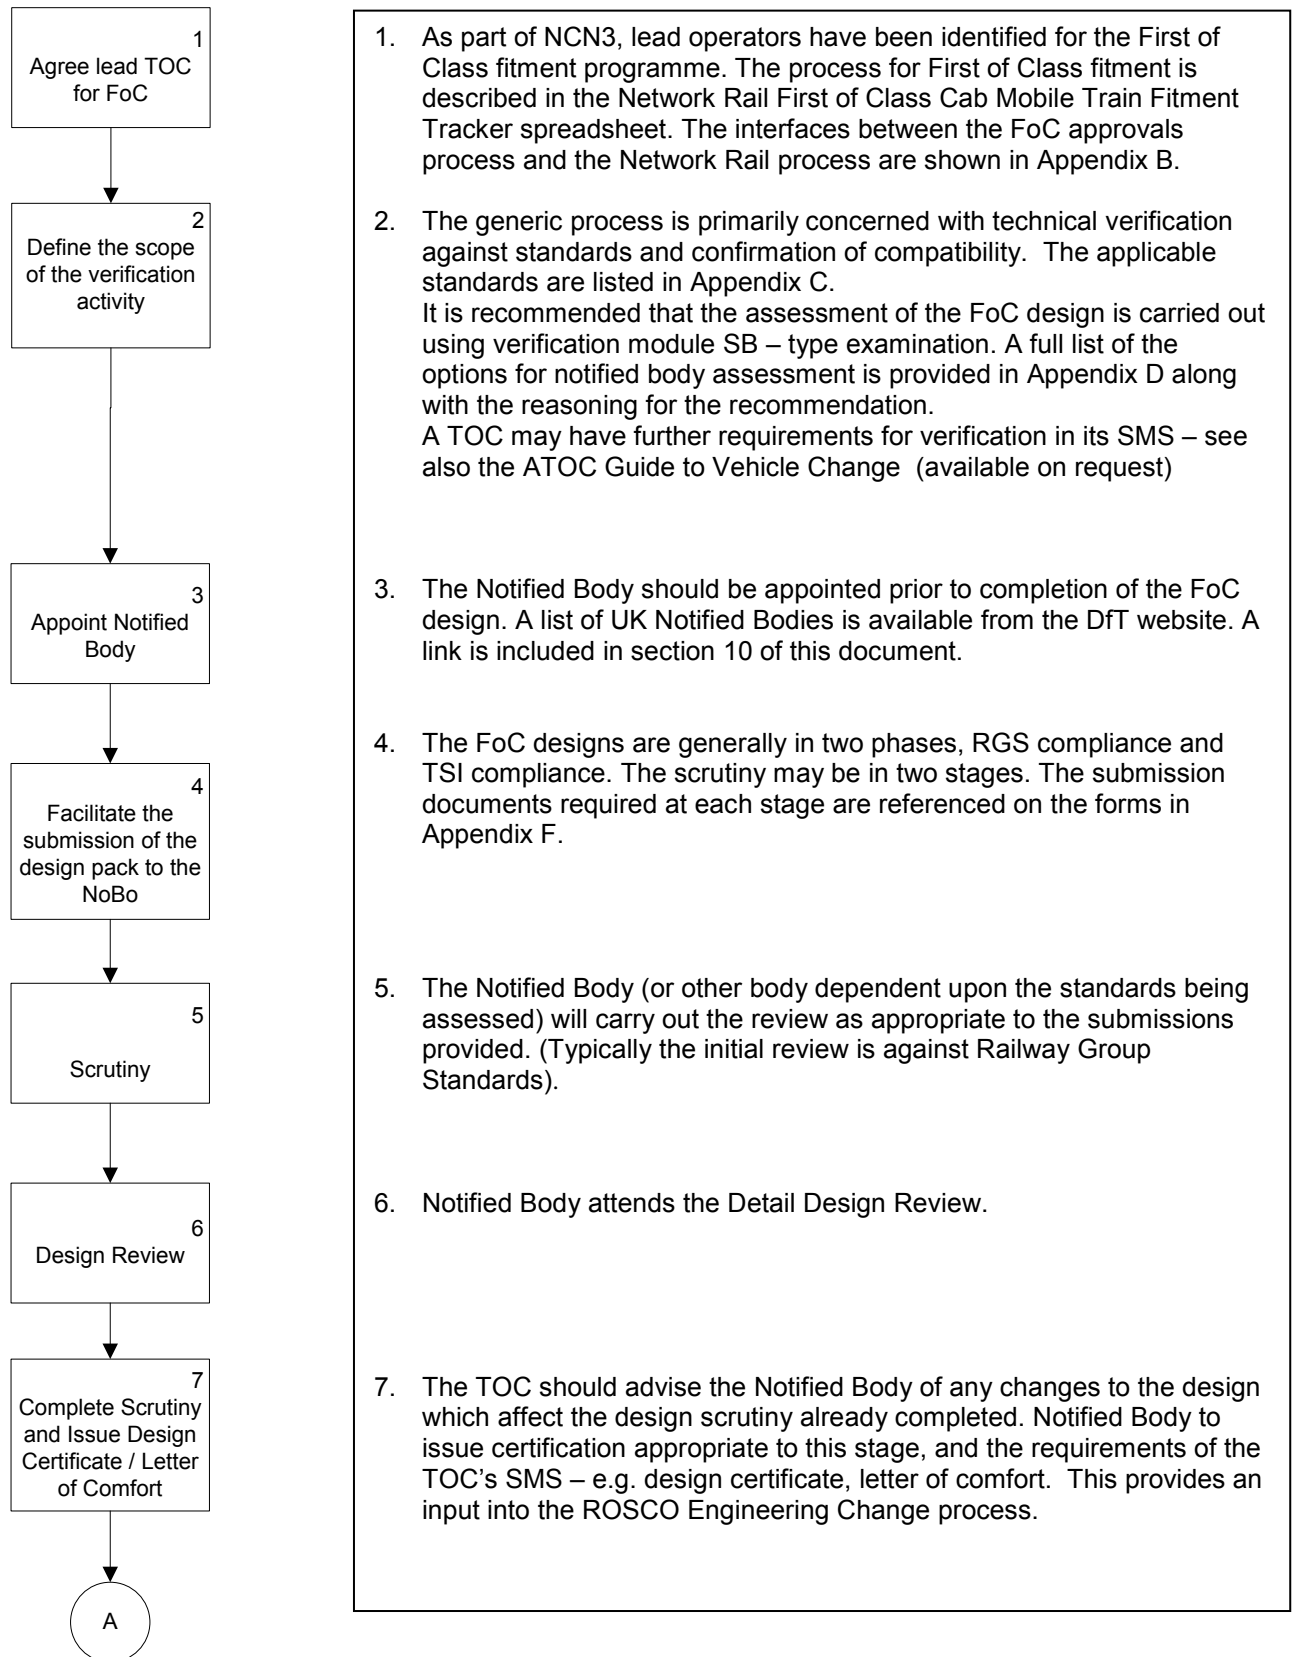 1
Agree lead TOC
for FoC
2
Define the scope
of the verification
activity
3
Appoint Notified
Body
4
Facilitate the
submission of the
design pack to the
NoBo
5
Scrutiny
6
Design Review
7
Complete Scrutiny
and Issue Design
Certificate / Letter
of Comfort
A
1. As part of NCN3, lead operators have been identified for the First of
Class fitment programme. The process for First of Class fitment is
described in the Network Rail First of Class Cab Mobile Train Fitment
Tracker spreadsheet. The interfaces between the FoC approvals
process and the Network Rail process are shown in Appendix B.
2. The generic process is primarily concerned with technical verification
against standards and confirmation of compatibility. The applicable
standards are listed in Appendix C.
It is recommended that the assessment of the FoC design is carried out
using verification module SB – type examination. A full list of the
options for notified body assessment is provided in Appendix D along
with the reasoning for the recommendation.
A TOC may have further requirements for verification in its SMS – see
also the ATOC Guide to Vehicle Change (available on request)
3. The Notified Body should be appointed prior to completion of the FoC
design. A list of UK Notified Bodies is available from the DfT website. A
link is included in section 10 of this document.
4. The FoC designs are generally in two phases, RGS compliance and
TSI compliance. The scrutiny may be in two stages. The submission
documents required at each stage are referenced on the forms in
Appendix F.
5. The Notified Body (or other body dependent upon the standards being
assessed) will carry out the review as appropriate to the submissions
provided. (Typically the initial review is against Railway Group
Standards).
6. Notified Body attends the Detail Design Review.
7. The TOC should advise the Notified Body of any changes to the design
which affect the design scrutiny already completed. Notified Body to
issue certification appropriate to this stage, and the requirements of the
TOC's SMS – e.g. design certificate, letter of comfort. This provides an
input into the ROSCO Engineering Change process.